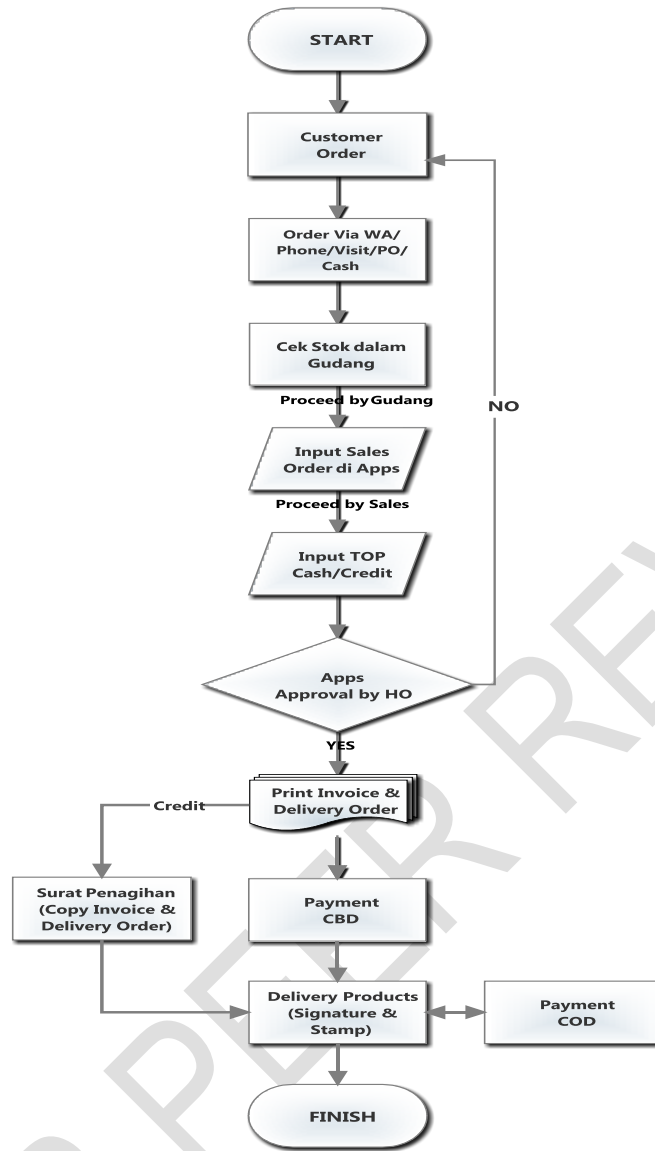 START
Customer
Order
Order Via WA/
Phone/Visit/PO/
Cash
Cek Stok dalam
Gudang
Proceed by Gudang
NO
Input Sales
Order di Apps
Proceed by Sales
Input TOP
Cash/Credit
Apps
Approval by HO
YES
Print Invoice &
Delivery Order
Credit
Surat Penagihan
(Copy Invoice &
Delivery Order)
Payment
CBD
Delivery Products
(Signature &
Stamp)
Payment
COD
FINISH
PEER RE